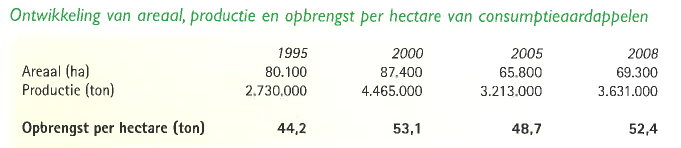 Ontwikkeling van areaal, productie en opbrengst per hectare van consumptieaardappelen
1995 2000 2005 2008
Areaal (ha) 80.100 87.400 65.800 69.300
Productie (ton) 2.730.000 4.465.000 3.213.000 3.631.000
Opbrengst per hectare (ton) 44,2 53,1 48,7 52,4